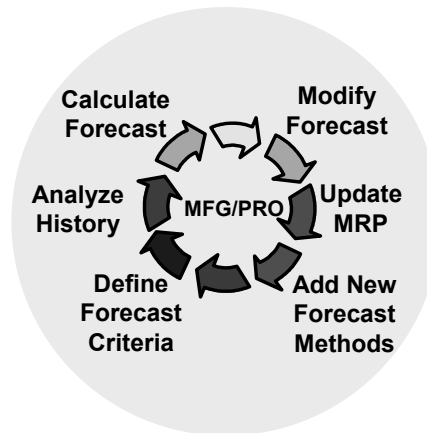 Calculate
Forecast
Modify
Forecast
Analyze
History
MFG/PRO
Update
MRP
Define
Forecast
Criteria
Add New
Forecast
Methods